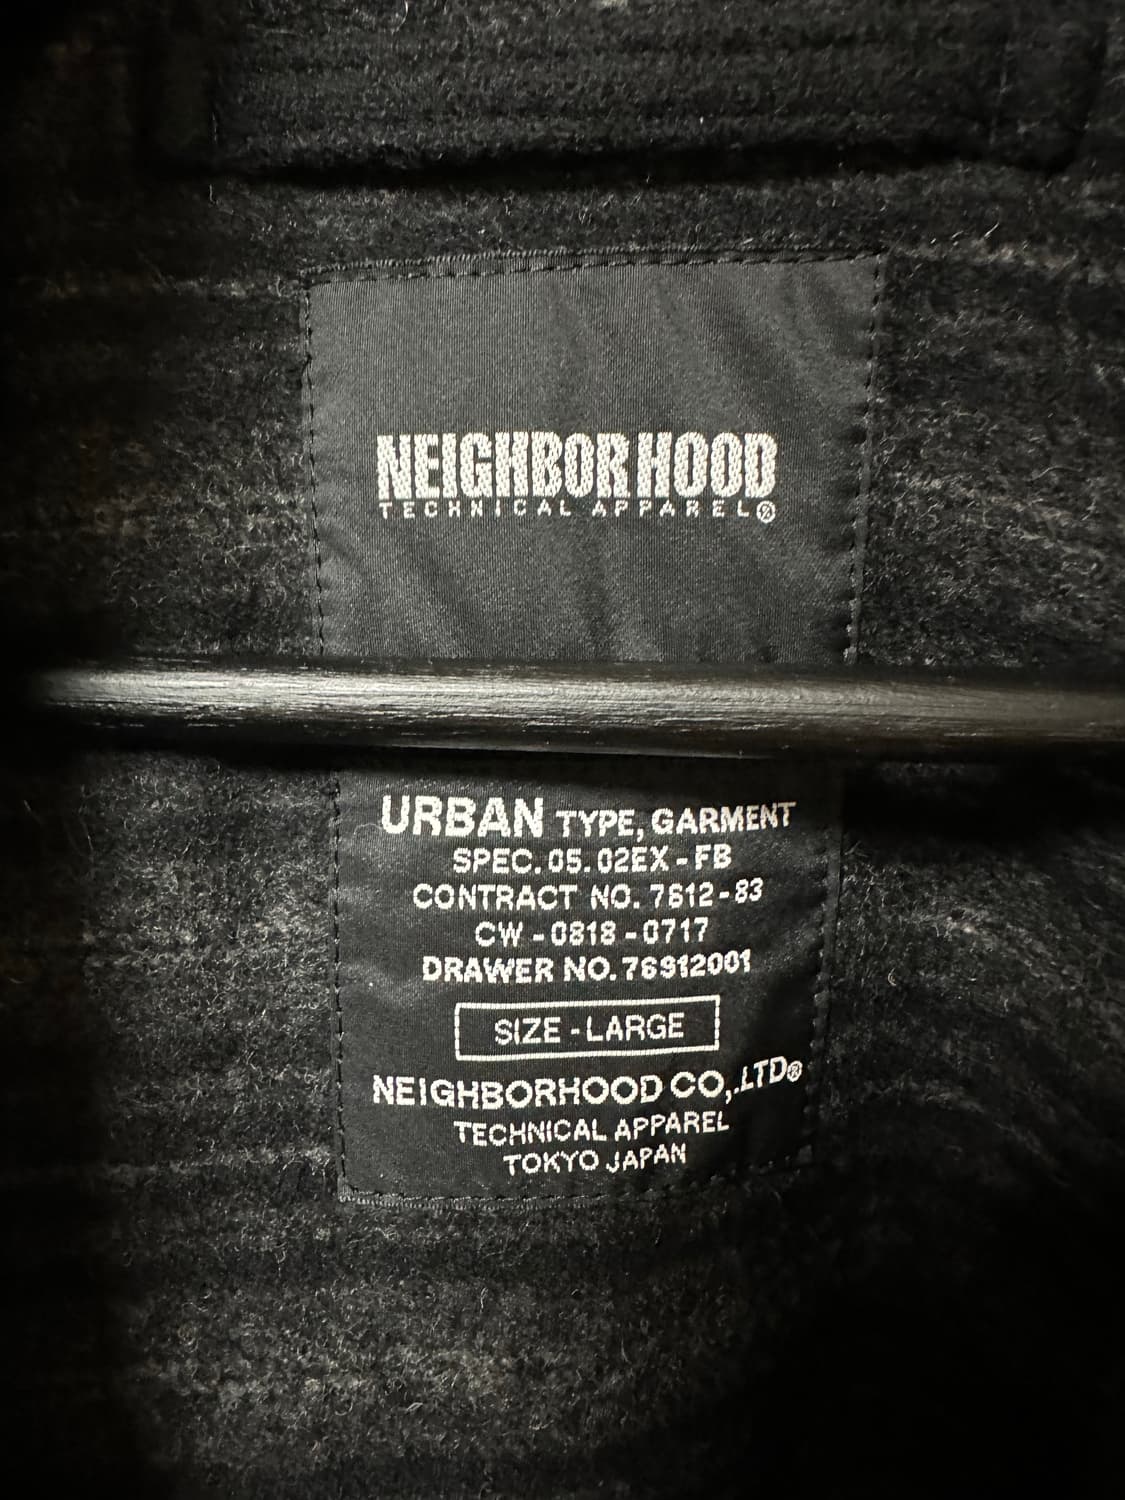 NEIGHBORHOOD
TECHNICAL APPAREL®
URBAN TYPE, GARMENT
SPEC. 05. 02EX - FB
CONTRACT NO. 7612-83
CW - 0818 - 0717
DRAWER NO. 76912001
SIZE - LARGE
NEIGHBORHOOD CO,.LTD®
TECHNICAL APPAREL
TOKYO JAPAN